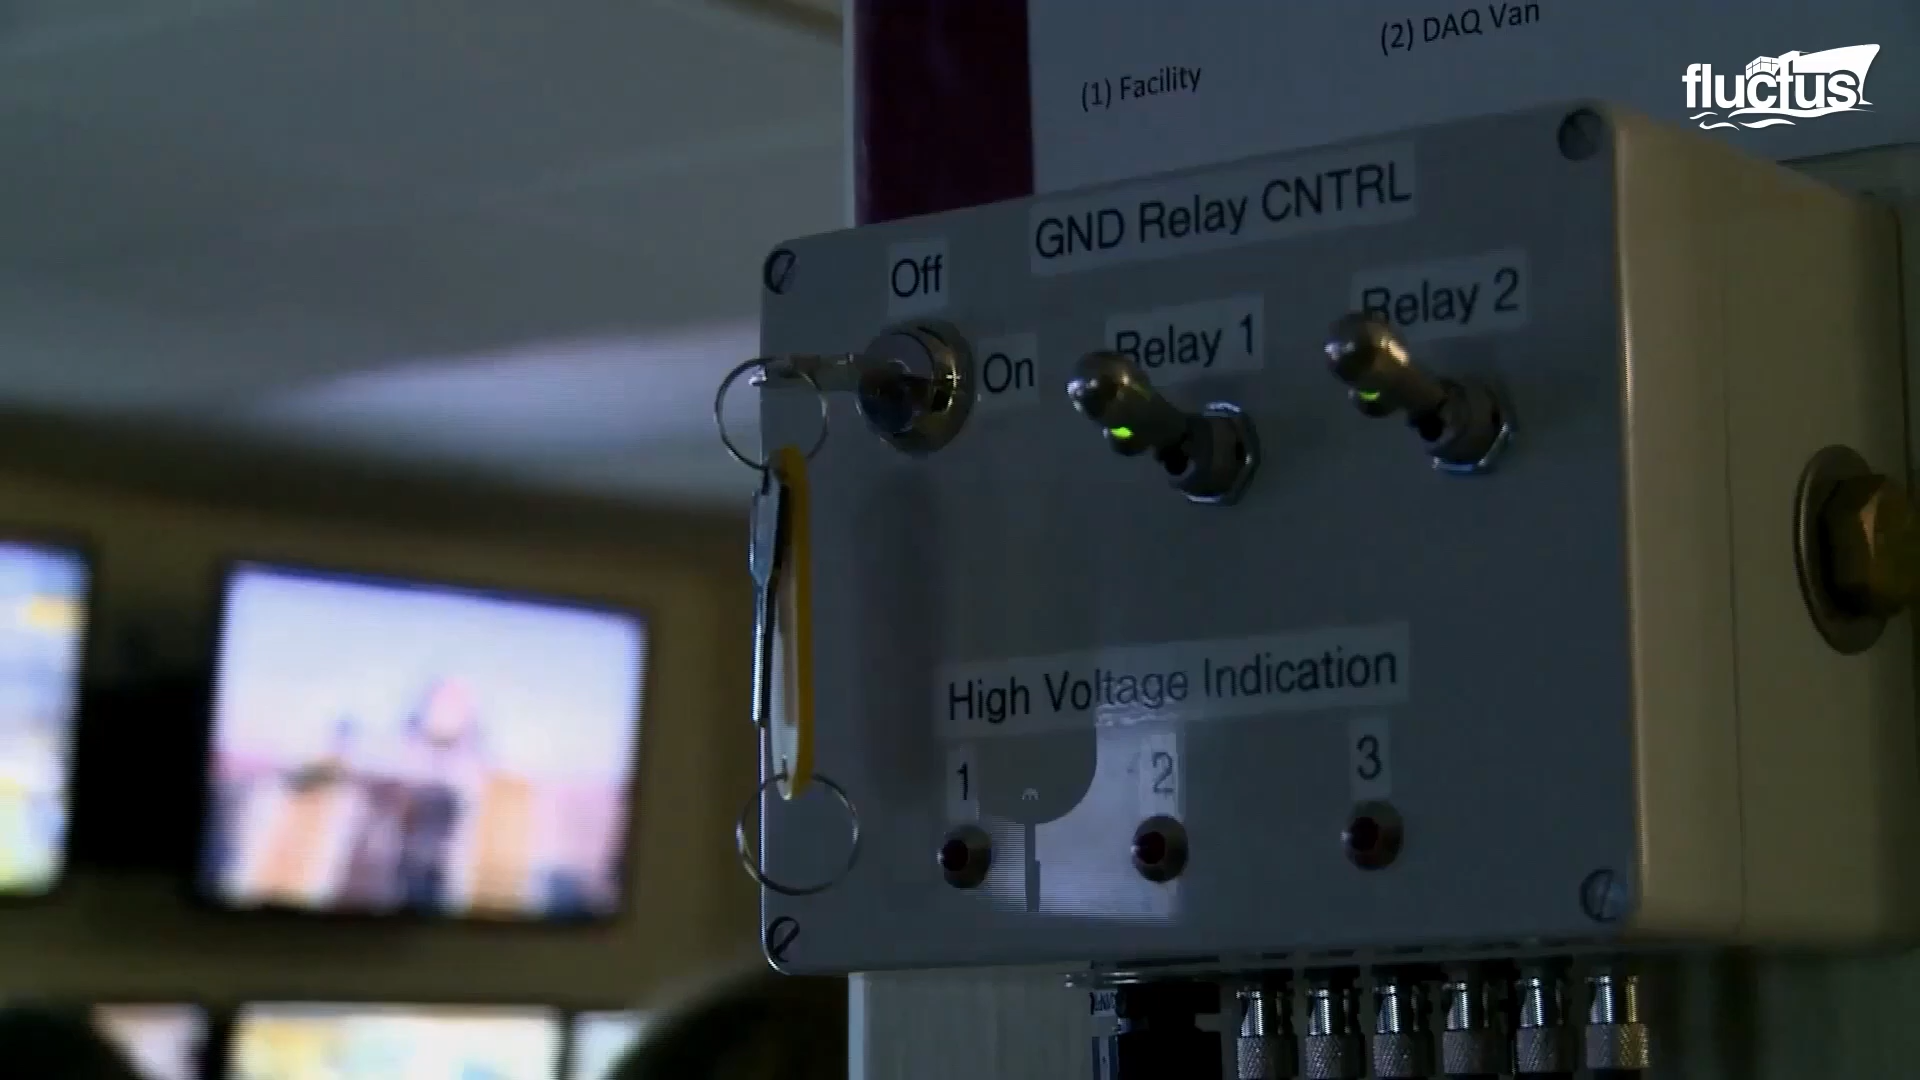 (2) DAQ Van
(1) Facility
fluctus
GND Relay CNTRL
Off
On
Relay 1
Relay 2
High Voltage Indication
1
2
3